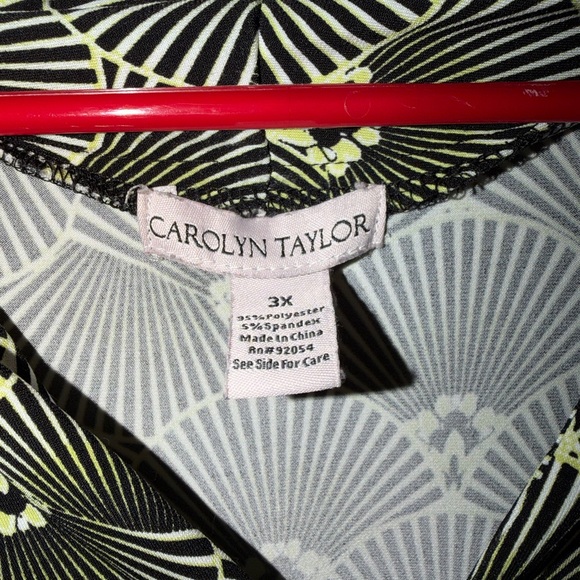 CAROLYN TAYLOR
3X
95% Polyester
5% Spandex
Made In China
Rn#92054
See Side For Care